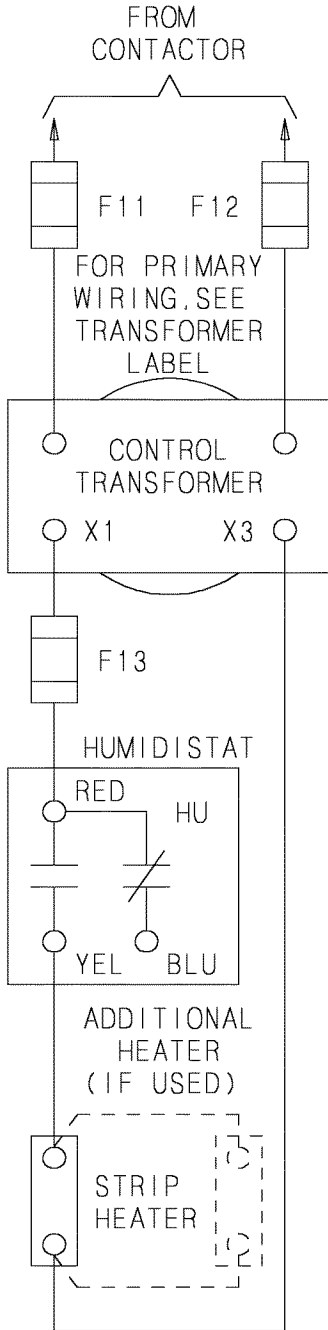 FROM
CONTACTOR
F11 F12
FOR PRIMARY
WIRING,SEE
TRANSFORMER
LABEL
CONTROL
TRANSFORMER
X1 X3
F13
HUMIDISTAT
RED HU
YEL BLU
ADDITIONAL
HEATER
(IF USED)
STRIP
HEATER